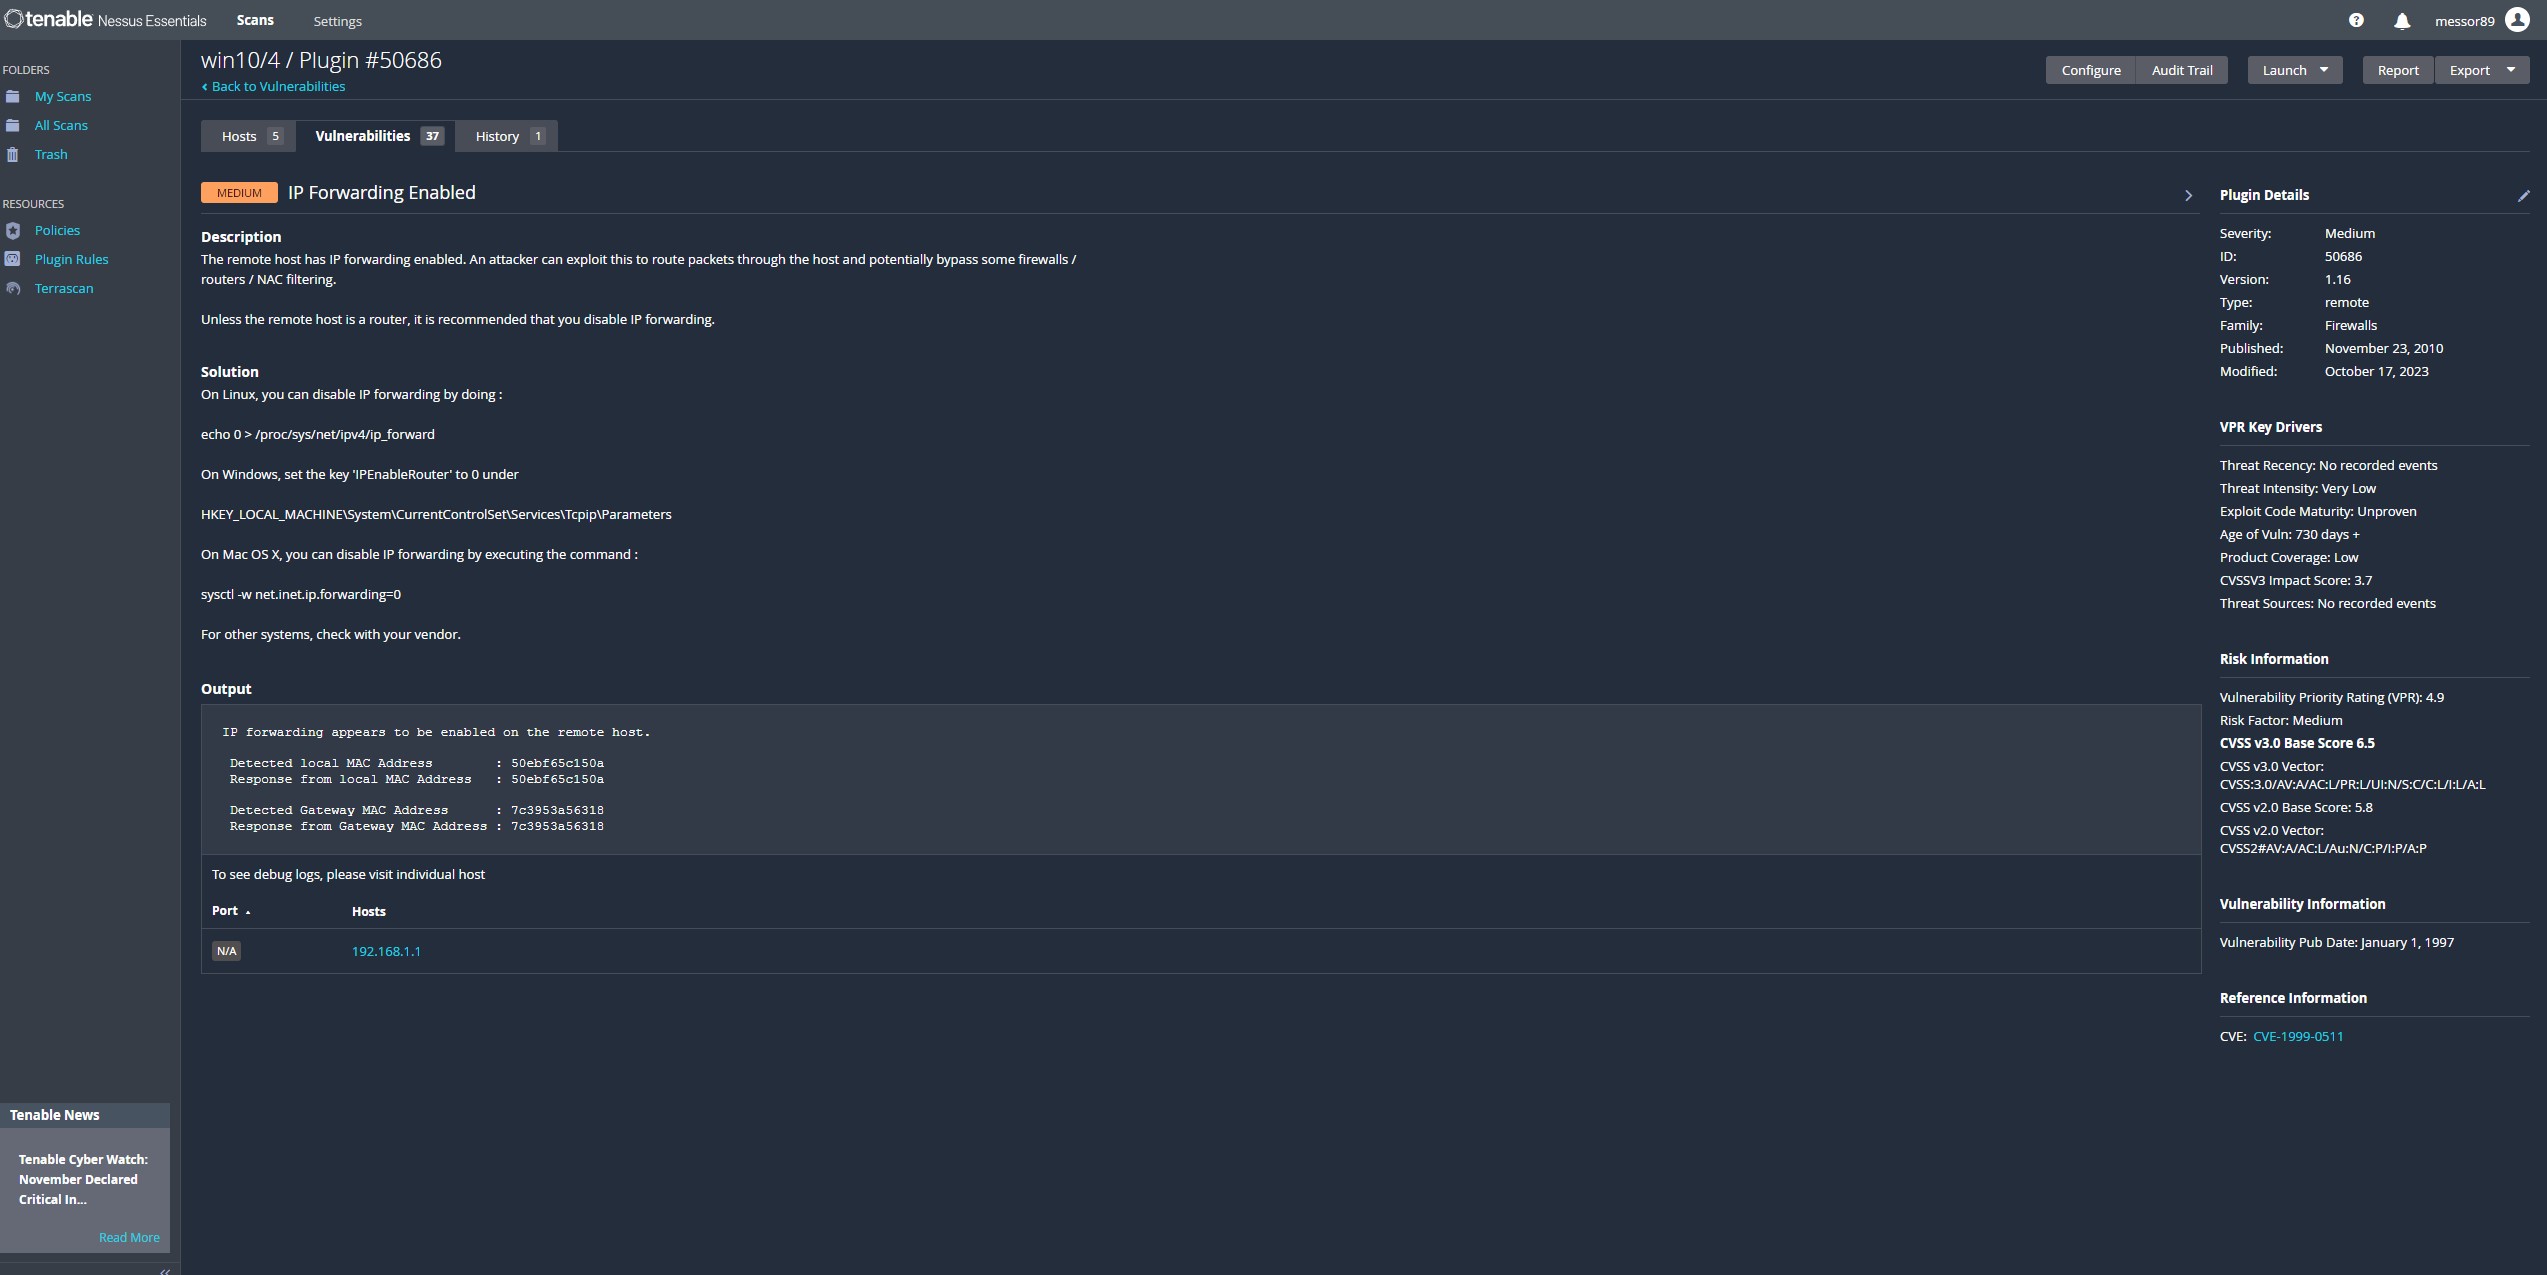 tenable Nessus Essentials Scans Settings messor89
FOLDERS
My Scans
All Scans
Trash
RESOURCES
Policies
Plugin Rules
Terrascan
Tenable News
Tenable Cyber Watch:
November Declared
Critical In...
Read More
win10/4 / Plugin #50686
Back to Vulnerabilities
Configure Audit Trail Launch Report Export
Hosts 5 Vulnerabilities 37 History 1
MEDIUM IP Forwarding Enabled
Description
The remote host has IP forwarding enabled. An attacker can exploit this to route packets through the host and potentially bypass some firewalls /
routers / NAC filtering.
Unless the remote host is a router, it is recommended that you disable IP forwarding.
Solution
On Linux, you can disable IP forwarding by doing :
echo 0 > /proc/sys/net/ipv4/ip_forward
On Windows, set the key 'IPEnableRouter' to 0 under
HKEY_LOCAL_MACHINE\System\CurrentControlSet\Services\Tcpip\Parameters
On Mac OS X, you can disable IP forwarding by executing the command :
sysctl -w net.inet.ip.forwarding=0
For other systems, check with your vendor.
Output
IP forwarding appears to be enabled on the remote host.
Detected local MAC Address : 50ebf65c150a
Response from local MAC Address : 50ebf65c150a
Detected Gateway MAC Address : 7c3953a56318
Response from Gateway MAC Address : 7c3953a56318
To see debug logs, please visit individual host
Port Hosts
N/A 192.168.1.1
Plugin Details
Severity: Medium
ID: 50686
Version: 1.16
Type: remote
Family: Firewalls
Published: November 23, 2010
Modified: October 17, 2023
VPR Key Drivers
Threat Recency: No recorded events
Threat Intensity: Very Low
Exploit Code Maturity: Unproven
Age of Vuln: 730 days +
Product Coverage: Low
CVSSV3 Impact Score: 3.7
Threat Sources: No recorded events
Risk Information
Vulnerability Priority Rating (VPR): 4.9
Risk Factor: Medium
CVSS v3.0 Base Score 6.5
CVSS v3.0 Vector:
CVSS:3.0/AV:A/AC:L/PR:L/UI:N/S:C/C:L/I:L/A:L
CVSS v2.0 Base Score: 5.8
CVSS v2.0 Vector:
CVSS2#AV:A/AC:L/Au:N/C:P/I:P/A:P
Vulnerability Information
Vulnerability Pub Date: January 1, 1997
Reference Information
CVE: CVE-1999-0511